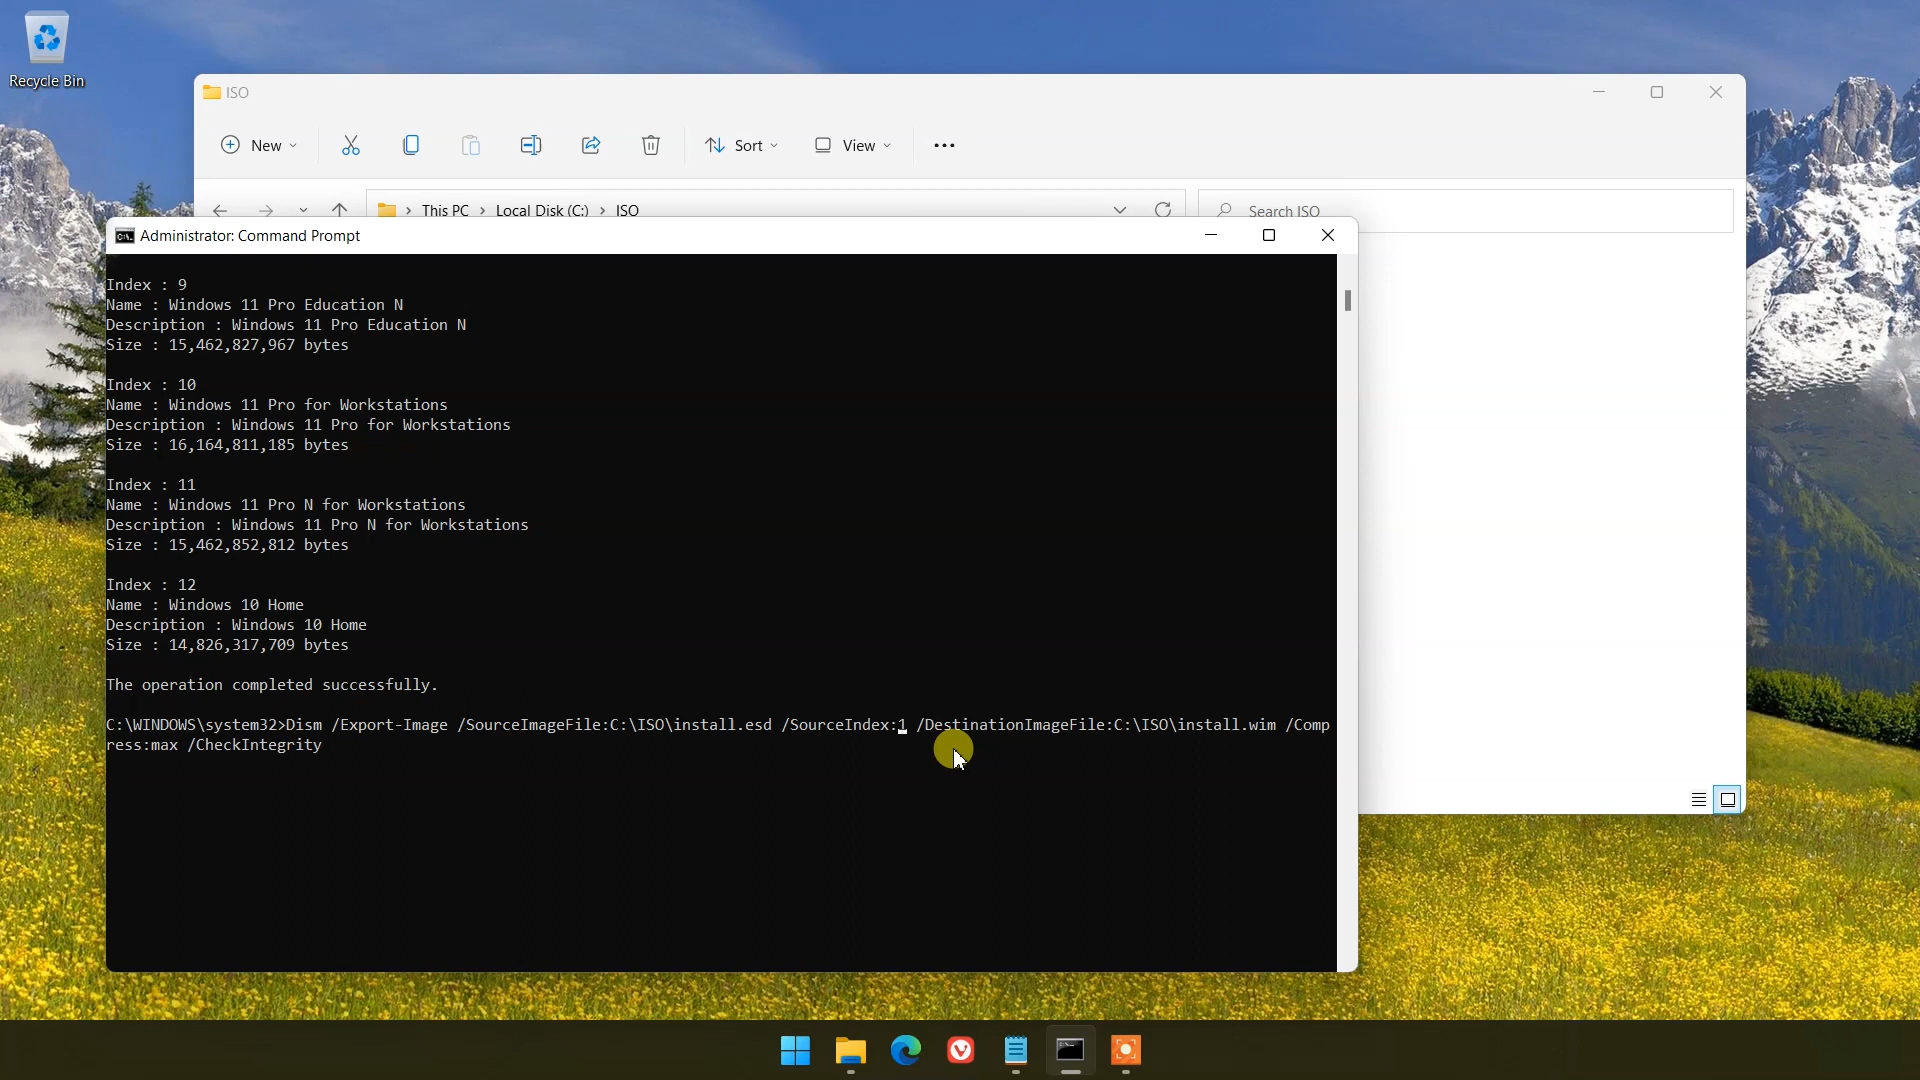 Recycle Bin
ISO
New
Sort
View
This PC > Local Disk (C:) > ISO
Search ISO
Administrator: Command Prompt
Index : 9
Name : Windows 11 Pro Education N
Description : Windows 11 Pro Education N
Size : 15,462,827,967 bytes
Index : 10
Name : Windows 11 Pro for Workstations
Description : Windows 11 Pro for Workstations
Size : 16,164,811,185 bytes
Index : 11
Name : Windows 11 Pro N for Workstations
Description : Windows 11 Pro N for Workstations
Size : 15,462,852,812 bytes
Index : 12
Name : Windows 10 Home
Description : Windows 10 Home
Size : 14,826,317,709 bytes
The operation completed successfully.
C:\WINDOWS\system32>Dism /Export-Image /SourceImageFile:C:\ISO\install.esd /SourceIndex:1 /DestinationImageFile:C:\ISO\install.wim /Comp
ress:max /CheckIntegrity